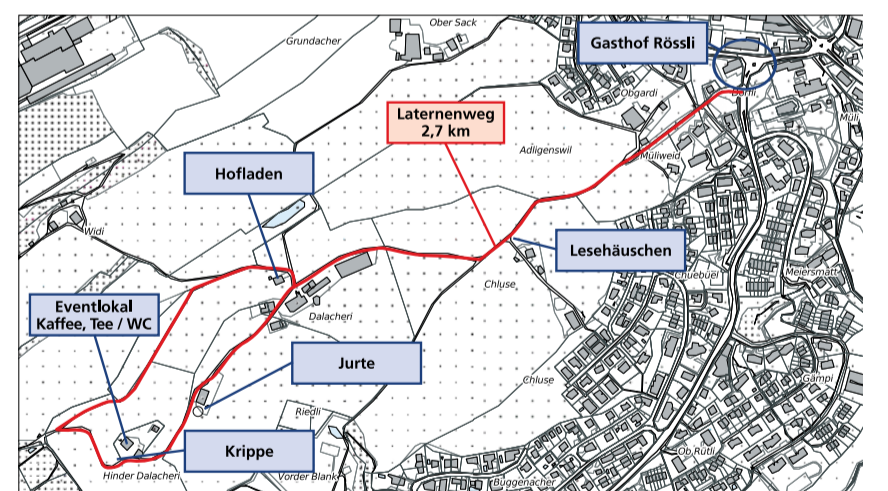 Ober Sack
Grundacher
Gasthof Rössli
Obgardi
Dörfli
Laternenweg
2,7 km
Müli
Adligenswil
Müliweid
Hofladen
Widi
Lesehäuschen
Chuebüel
Meiersmatt
Chluse
Eventlokal
Kaffee, Tee / WC
Dalacheri
Jurte
Chluse
Gämpi
Riedli
Krippe
Ob.Rütli
Hinder Dalacheri
Vorder Blank
Buggenacher